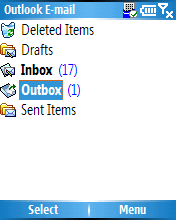 Outlook E-mail
Deleted Items
Drafts
Inbox (17)
Outbox (1)
Sent Items
Select Menu